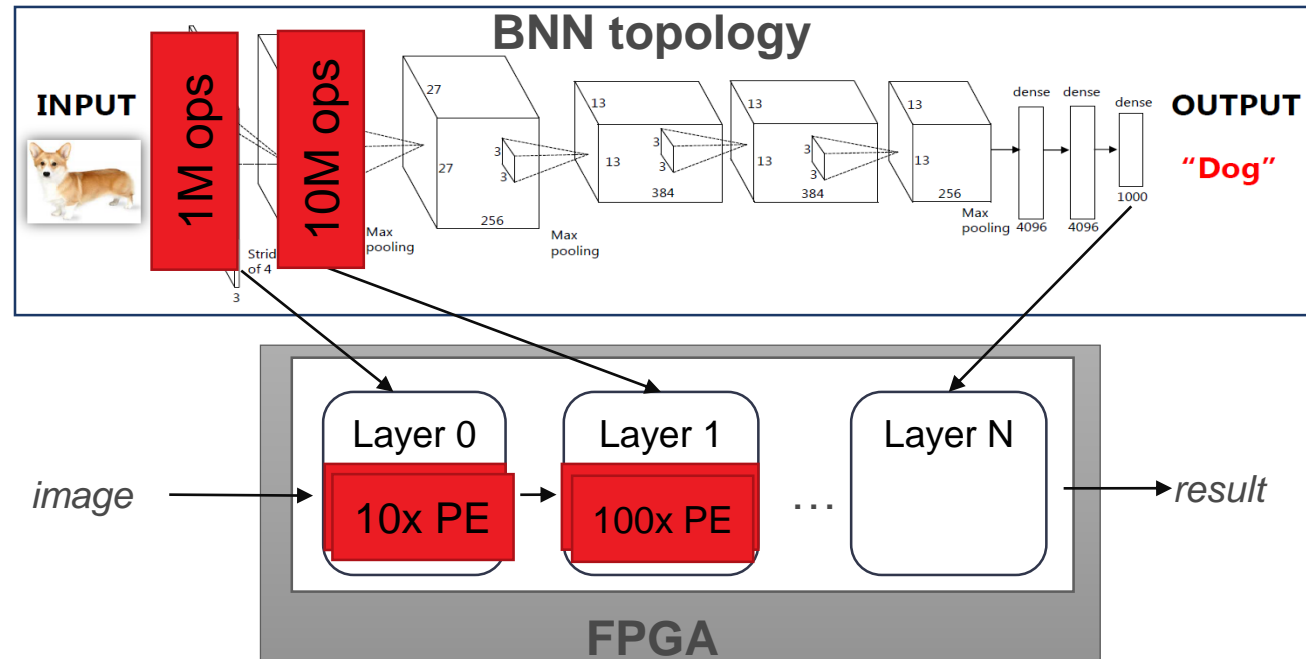 BNN topology
INPUT
1M ops
10M ops
3
Strid
of 4
Max
pooling
27
27
3
3
256
Max
pooling
13
13
3
3
384
13
13
3
3
384
13
13
256
Max
pooling
dense
4096
dense
4096
dense
1000
OUTPUT
“Dog”
image
Layer 0
10x PE
Layer 1
100x PE
...
Layer N
result
FPGA